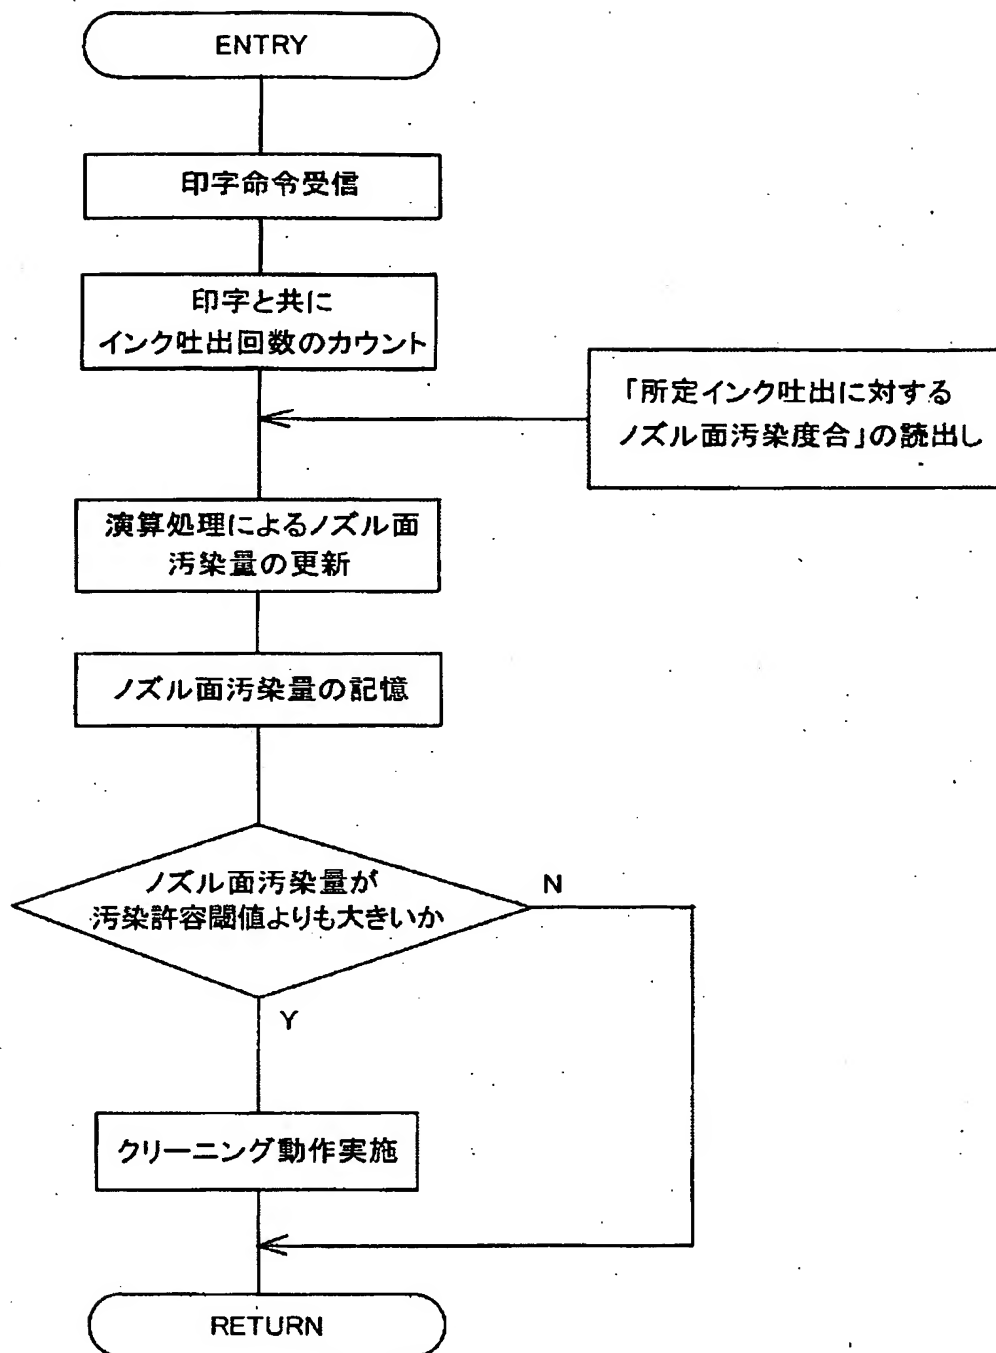 ENTRY
印字命令受信
印字と共に
インク吐出回数のカウント
「所定インク吐出に対する
ノズル面汚染度合」の読出し
演算処理によるノズル面
汚染量の更新
ノズル面汚染量の記憶
ノズル面汚染量が
汚染許容閾値よりも大きいか
N
Y
クリーニング動作実施
RETURN